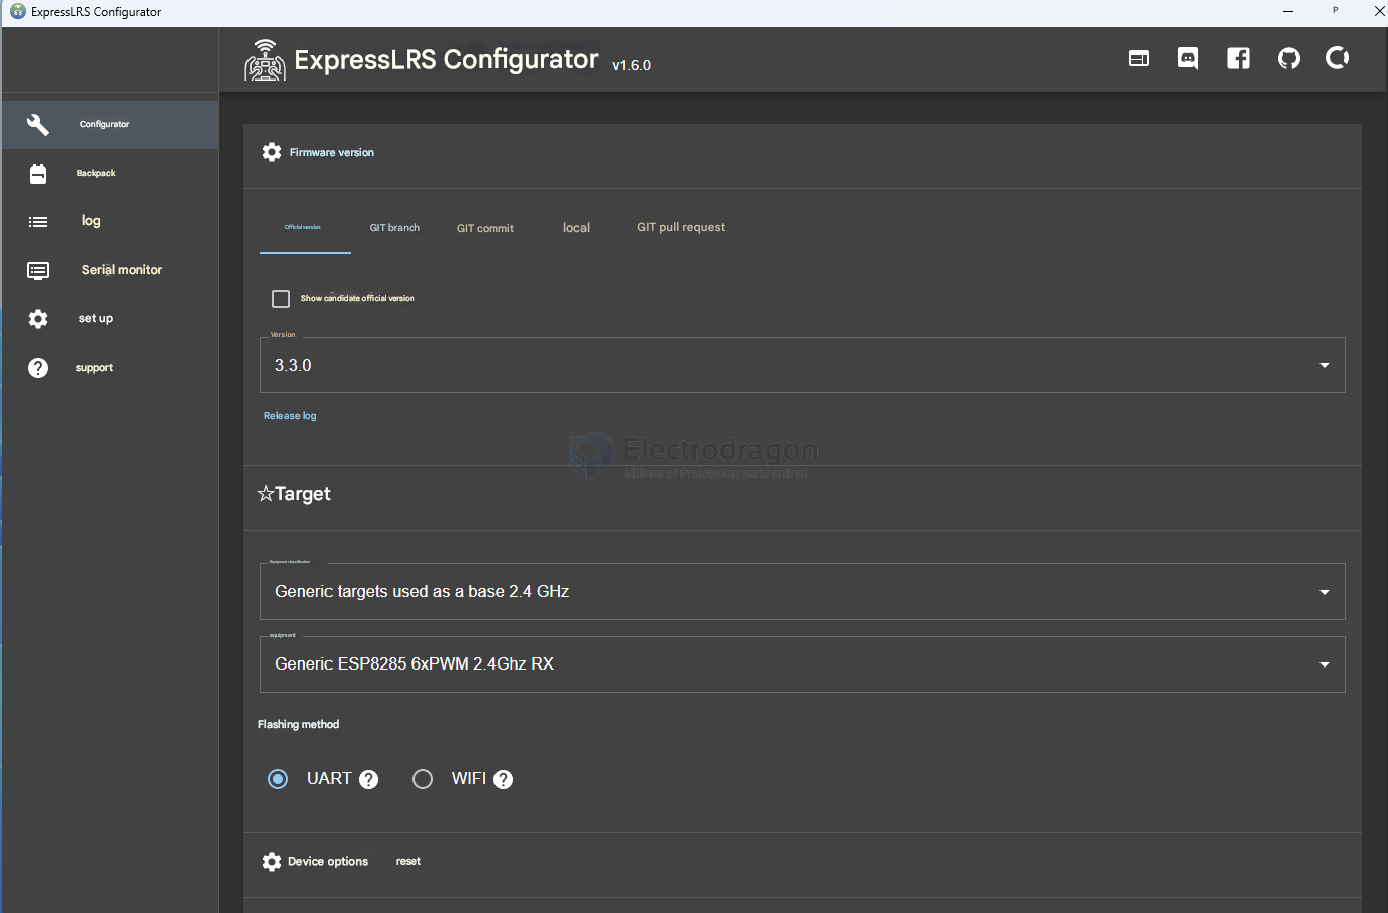 ExpressLRS Configurator
P
ExpressLRS Configurator v1.6.0
Configurator
Backpack
log
Serial monitor
set up
support
Firmware version
Official version GIT branch GIT commit local GIT pull request
Show candidate official version
Version
3.3.0
Release log
Electrodragon
Millions of Prototyping parts online!
☆Target
Equipment classification
Generic targets used as a base 2.4 GHz
equipment
Generic ESP8285 6xPWM 2.4Ghz RX
Flashing method
UART ? WIFI ?
Device options reset